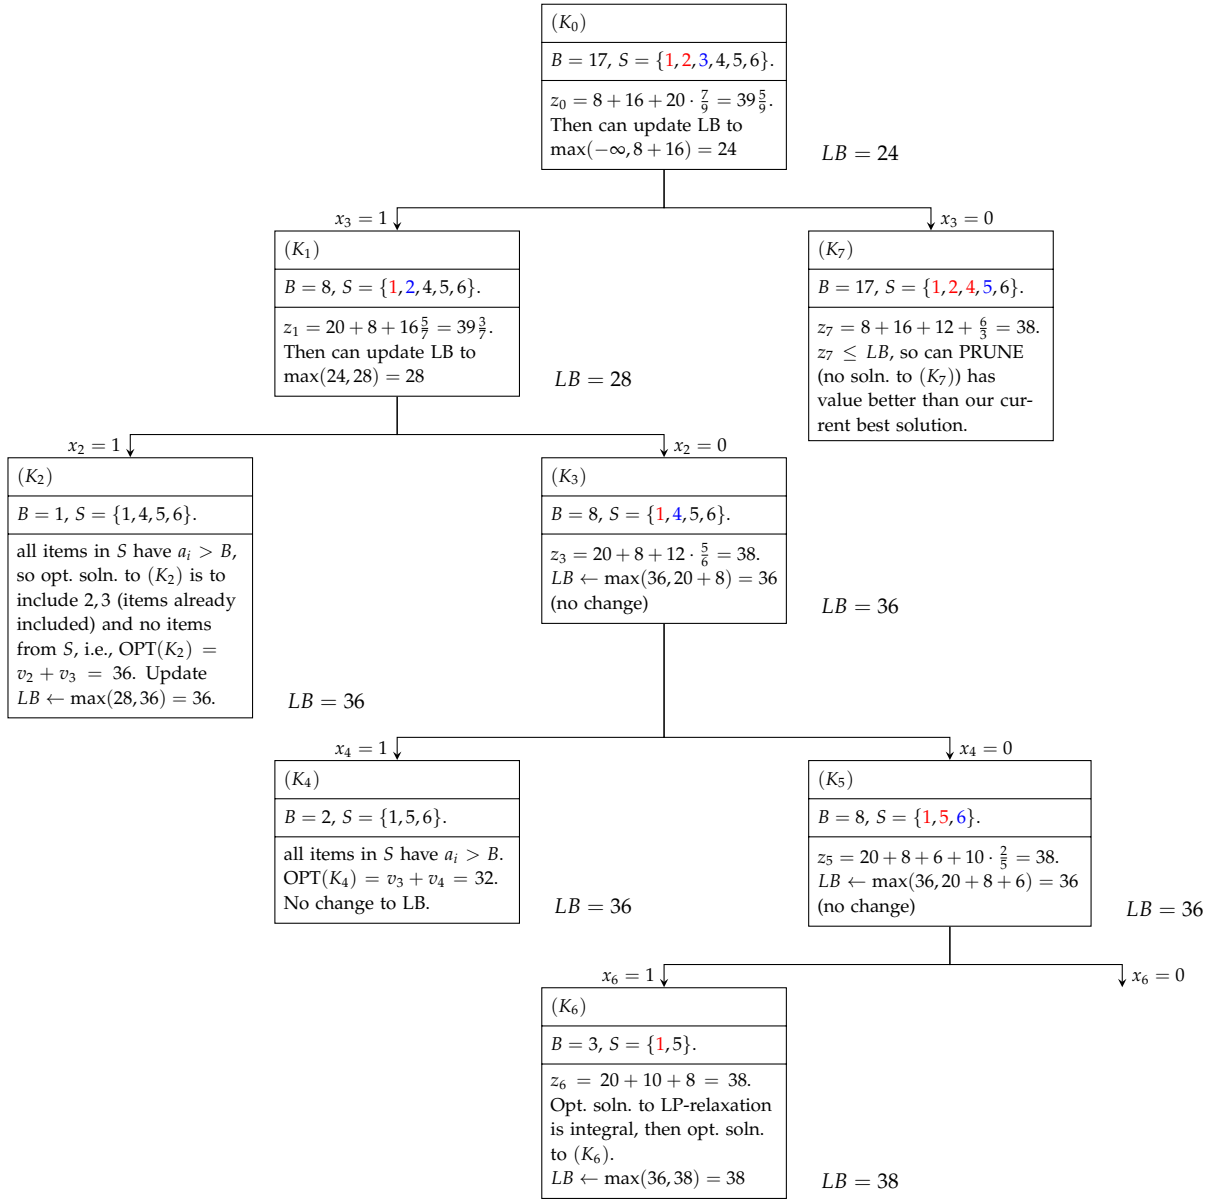 (K₀)
B = 17, S = {1,2,3,4,5,6}.
z₀ = 8 + 16 + 20 · 7/9 = 39 5/9.
Then can update LB to
max(−∞, 8 + 16) = 24
LB = 24
x₃ = 1
x₃ = 0
(K₁)
B = 8, S = {1,2,4,5,6}.
z₁ = 20 + 8 + 16 5/7 = 39 3/7.
Then can update LB to
max(24, 28) = 28
LB = 28
(K₇)
B = 17, S = {1,2,4,5,6}.
z₇ = 8 + 16 + 12 + 6/3 = 38.
z₇ ≤ LB, so can PRUNE
(no soln. to (K₇)) has
value better than our cur-
rent best solution.
x₂ = 1
x₂ = 0
(K₂)
B = 1, S = {1,4,5,6}.
all items in S have aᵢ > B,
so opt. soln. to (K₂) is to
include 2,3 (items already
included) and no items
from S, i.e., OPT(K₂) =
v₂ + v₃ = 36. Update
LB ← max(28, 36) = 36.
LB = 36
(K₃)
B = 8, S = {1,4,5,6}.
z₃ = 20 + 8 + 12 · 5/6 = 38.
LB ← max(36, 20 + 8) = 36
(no change)
LB = 36
x₄ = 1
x₄ = 0
(K₄)
B = 2, S = {1,5,6}.
all items in S have aᵢ > B.
OPT(K₄) = v₃ + v₄ = 32.
No change to LB.
LB = 36
(K₅)
B = 8, S = {1,5,6}.
z₅ = 20 + 8 + 6 + 10 · 2/5 = 38.
LB ← max(36, 20 + 8 + 6) = 36
(no change)
LB = 36
x₆ = 1
x₆ = 0
(K₆)
B = 3, S = {1,5}.
z₆ = 20 + 10 + 8 = 38.
Opt. soln. to LP-relaxation
is integral, then opt. soln.
to (K₆).
LB ← max(36, 38) = 38
LB = 38